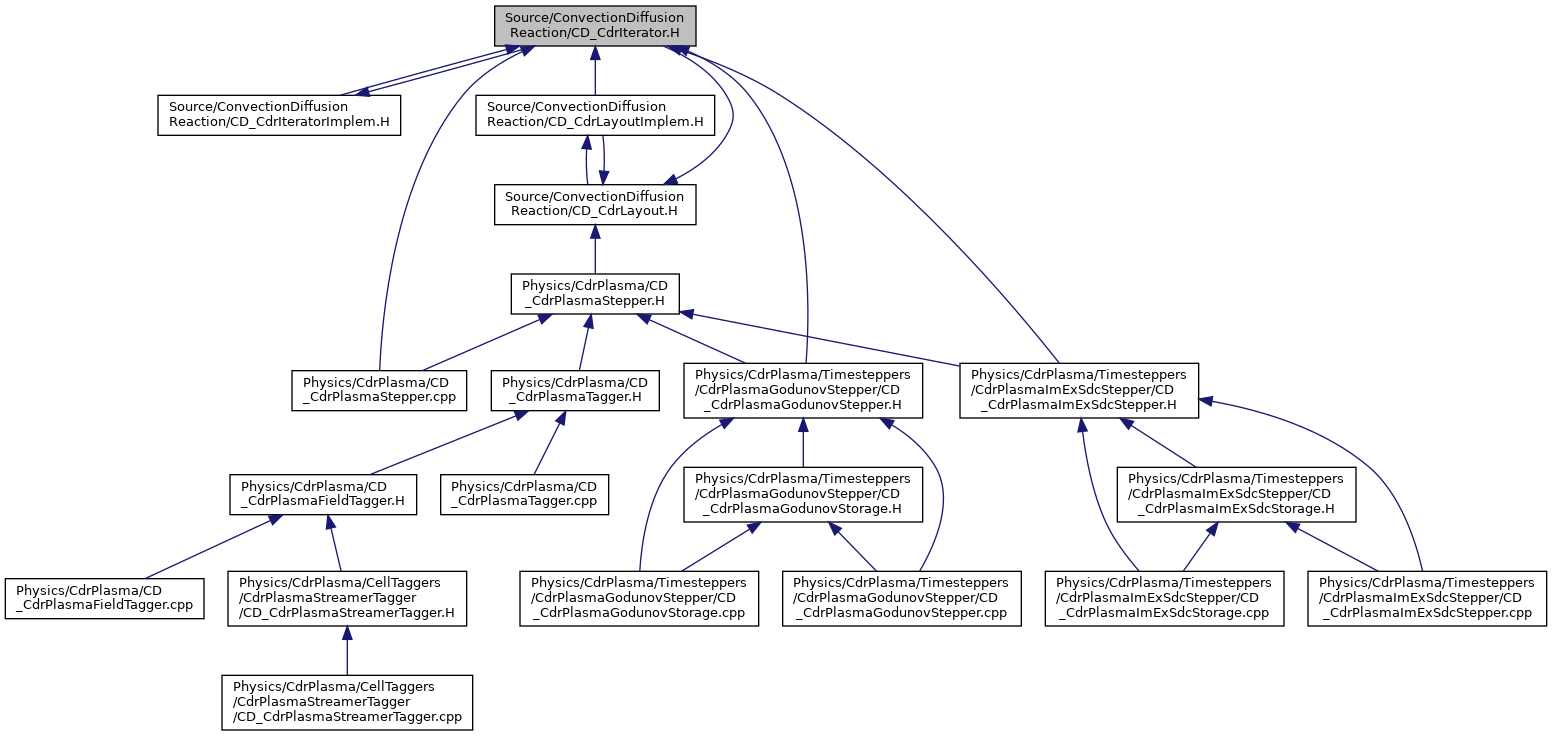 Source/ConvectionDiffusion
Reaction/CD_CdrIterator.H
Source/ConvectionDiffusion
Reaction/CD_CdrIteratorImplem.H
Source/ConvectionDiffusion
Reaction/CD_CdrLayoutImplem.H
Source/ConvectionDiffusion
Reaction/CD_CdrLayout.H
Physics/CdrPlasma/CD
_CdrPlasmaStepper.H
Physics/CdrPlasma/CD
_CdrPlasmaStepper.cpp
Physics/CdrPlasma/CD
_CdrPlasmaTagger.H
Physics/CdrPlasma/Timesteppers
/CdrPlasmaGodunovStepper/CD
_CdrPlasmaGodunovStepper.H
Physics/CdrPlasma/Timesteppers
/CdrPlasmaImExSdcStepper/CD
_CdrPlasmaImExSdcStepper.H
Physics/CdrPlasma/CD
_CdrPlasmaFieldTagger.H
Physics/CdrPlasma/CD
_CdrPlasmaTagger.cpp
Physics/CdrPlasma/Timesteppers
/CdrPlasmaGodunovStepper/CD
_CdrPlasmaGodunovStorage.H
Physics/CdrPlasma/Timesteppers
/CdrPlasmaImExSdcStepper/CD
_CdrPlasmaImExSdcStorage.H
Physics/CdrPlasma/CD
_CdrPlasmaFieldTagger.cpp
Physics/CdrPlasma/CellTaggers
/CdrPlasmaStreamerTagger
/CD_CdrPlasmaStreamerTagger.H
Physics/CdrPlasma/Timesteppers
/CdrPlasmaGodunovStepper/CD
_CdrPlasmaGodunovStorage.cpp
Physics/CdrPlasma/Timesteppers
/CdrPlasmaGodunovStepper/CD
_CdrPlasmaGodunovStepper.cpp
Physics/CdrPlasma/Timesteppers
/CdrPlasmaImExSdcStepper/CD
_CdrPlasmaImExSdcStorage.cpp
Physics/CdrPlasma/Timesteppers
/CdrPlasmaImExSdcStepper/CD
_CdrPlasmaImExSdcStepper.cpp
Physics/CdrPlasma/CellTaggers
/CdrPlasmaStreamerTagger
/CD_CdrPlasmaStreamerTagger.cpp